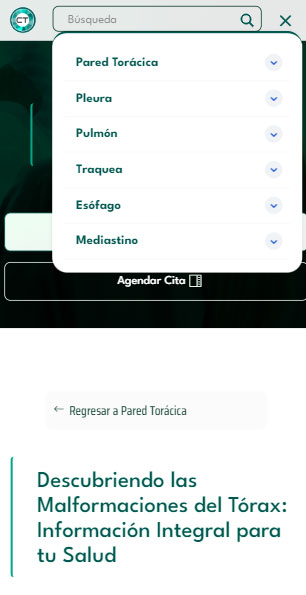 CT
Búsqueda
Pared Torácica
Pleura
Pulmón
Traquea
Esófago
Mediastino
Agendar Cita
← Regresar a Pared Torácica
Descubriendo las
Malformaciones del Tórax:
Información Integral para
tu Salud